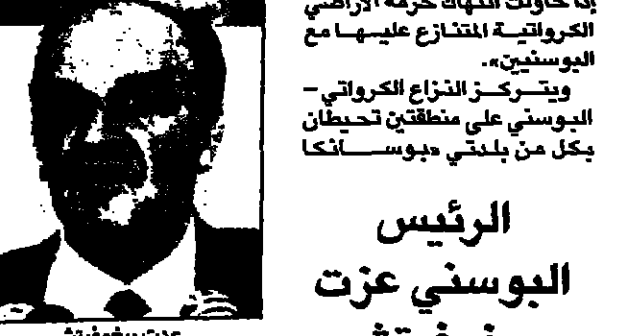 إذا حاولت انتهاك حرمة الأراضي
الكرواتية المتنازع عليها مع
البوسنيين».
ويتركز النزاع الكرواتي –
البوسني على منطقتين تحيطان
بكل من بلدتي «بوسانكا
الرئيس
البوسني عزت